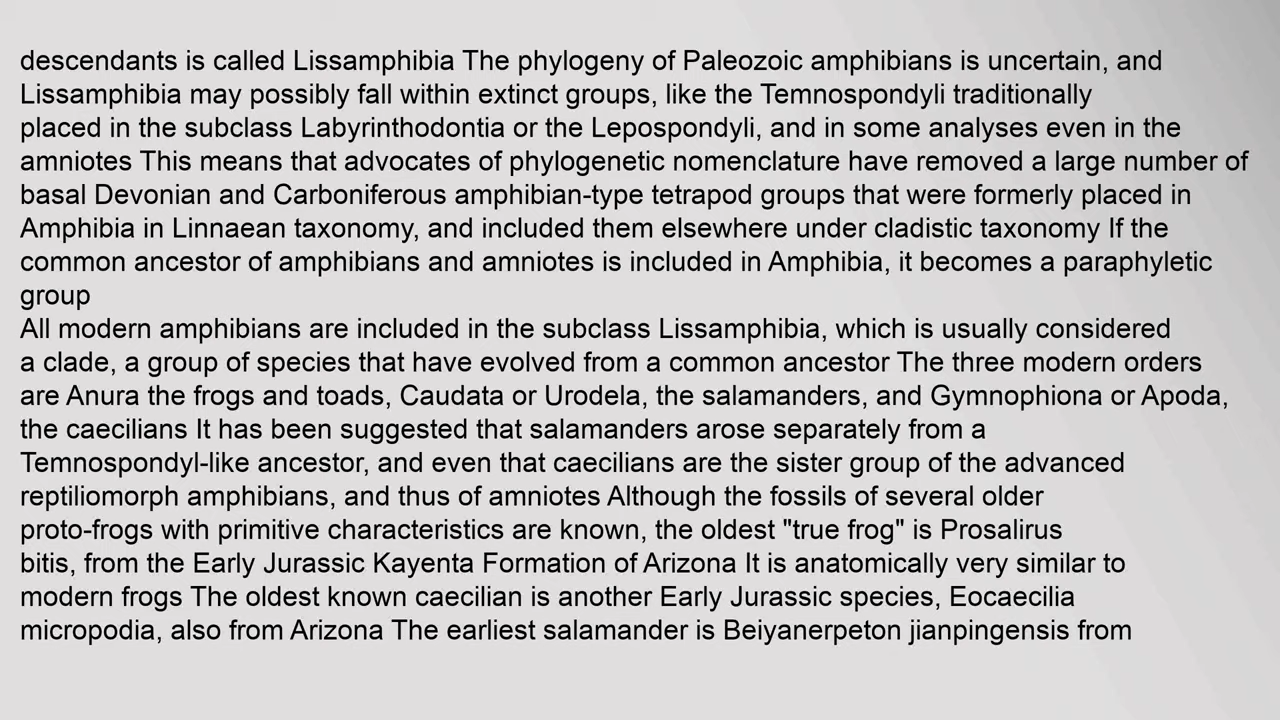 descendants is called Lissamphibia The phylogeny of Paleozoic amphibians is uncertain, and
Lissamphibia may possibly fall within extinct groups, like the Temnospondyli traditionally
placed in the subclass Labyrinthodontia or the Lepospondyli, and in some analyses even in the
amniotes This means that advocates of phylogenetic nomenclature have removed a large number of
basal Devonian and Carboniferous amphibian-type tetrapod groups that were formerly placed in
Amphibia in Linnaean taxonomy, and included them elsewhere under cladistic taxonomy If the
common ancestor of amphibians and amniotes is included in Amphibia, it becomes a paraphyletic
group
All modern amphibians are included in the subclass Lissamphibia, which is usually considered
a clade, a group of species that have evolved from a common ancestor The three modern orders
are Anura the frogs and toads, Caudata or Urodela, the salamanders, and Gymnophiona or Apoda,
the caecilians It has been suggested that salamanders arose separately from a
Temnospondyl-like ancestor, and even that caecilians are the sister group of the advanced
reptiliomorph amphibians, and thus of amniotes Although the fossils of several older
proto-frogs with primitive characteristics are known, the oldest "true frog" is Prosalirus
bitis, from the Early Jurassic Kayenta Formation of Arizona It is anatomically very similar to
modern frogs The oldest known caecilian is another Early Jurassic species, Eocaecilia
micropodia, also from Arizona The earliest salamander is Beiyanerpeton jianpingensis from